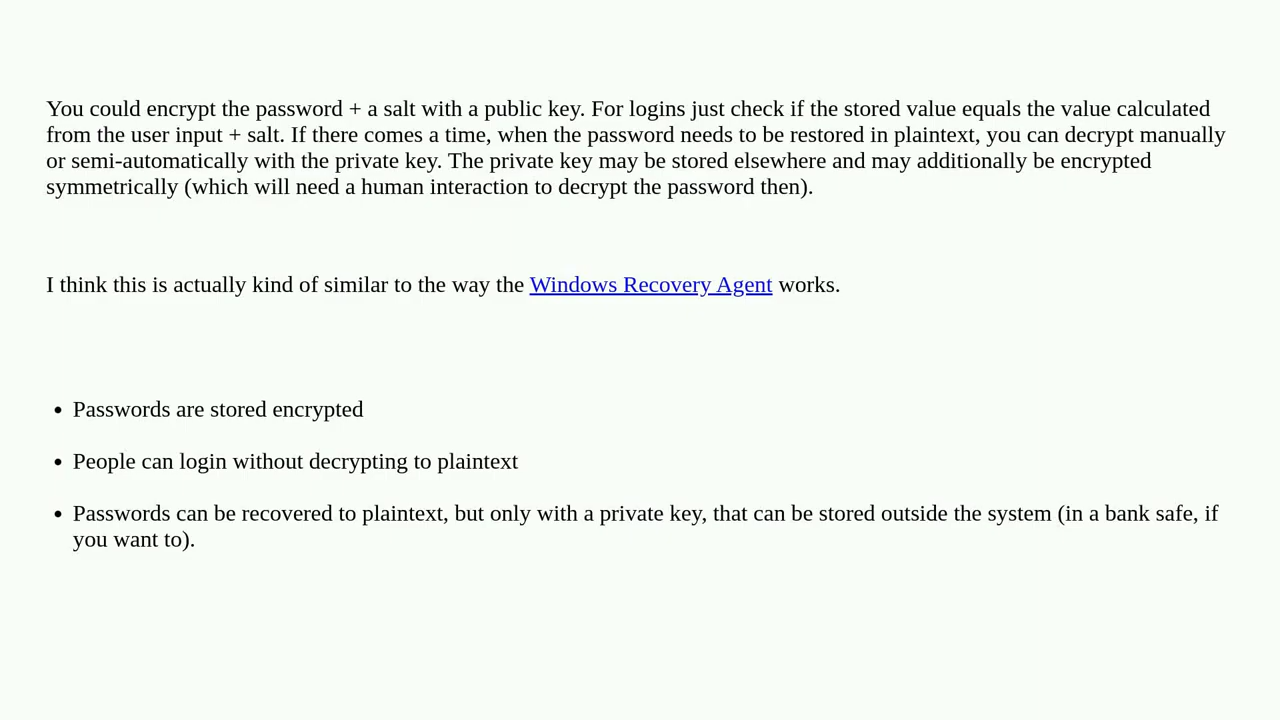 You could encrypt the password + a salt with a public key. For logins just check if the stored value equals the value calculated
from the user input + salt. If there comes a time, when the password needs to be restored in plaintext, you can decrypt manually
or semi-automatically with the private key. The private key may be stored elsewhere and may additionally be encrypted
symmetrically (which will need a human interaction to decrypt the password then).
I think this is actually kind of similar to the way the Windows Recovery Agent works.
• Passwords are stored encrypted
• People can login without decrypting to plaintext
• Passwords can be recovered to plaintext, but only with a private key, that can be stored outside the system (in a bank safe, if
you want to).